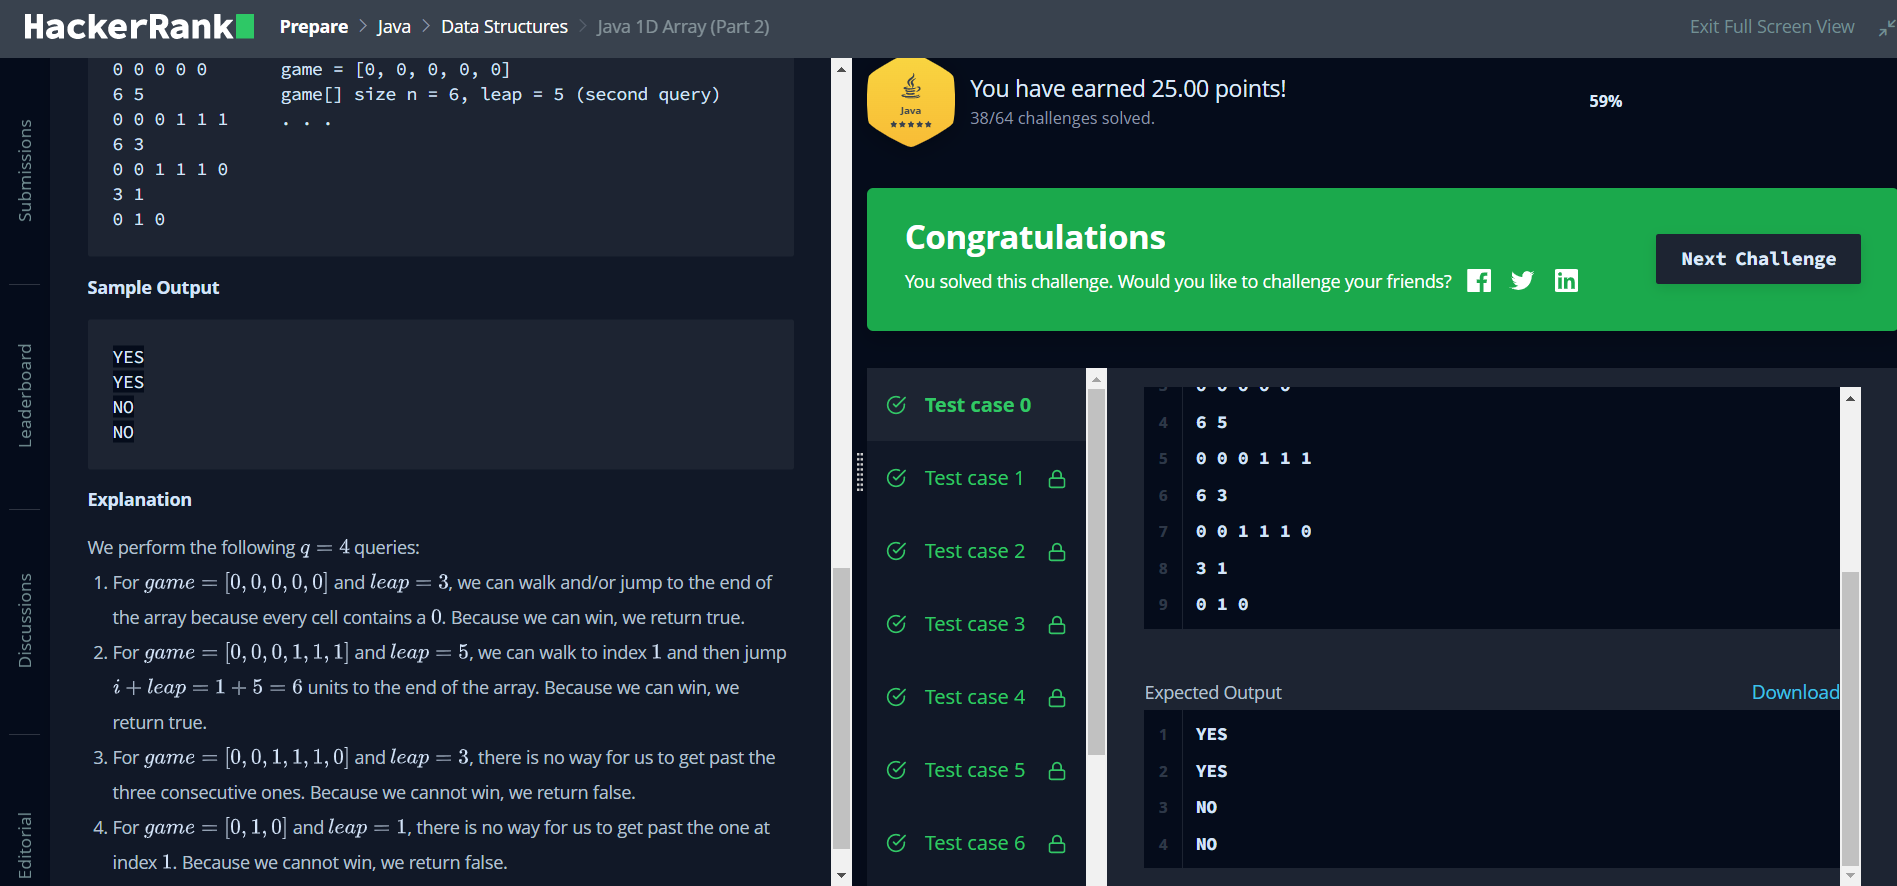 HackerRank
Prepare > Java > Data Structures > Java 1D Array (Part 2)
Exit Full Screen View
Submissions
Leaderboard
Discussions
Editorial
0 0 0 0 0 game = [0, 0, 0, 0, 0]
6 5 game[] size n = 6, leap = 5 (second query)
0 0 0 1 1 1 . . .
6 3
0 0 1 1 1 0
3 1
0 1 0
Sample Output
YES
YES
NO
NO
Explanation
We perform the following q = 4 queries:
1. For game = [0, 0, 0, 0, 0] and leap = 3, we can walk and/or jump to the end of
the array because every cell contains a 0. Because we can win, we return true.
2. For game = [0, 0, 0, 1, 1, 1] and leap = 5, we can walk to index 1 and then jump
i + leap = 1 + 5 = 6 units to the end of the array. Because we can win, we
return true.
3. For game = [0, 0, 1, 1, 1, 0] and leap = 3, there is no way for us to get past the
three consecutive ones. Because we cannot win, we return false.
4. For game = [0, 1, 0] and leap = 1, there is no way for us to get past the one at
index 1. Because we cannot win, we return false.
Java
You have earned 25.00 points!
38/64 challenges solved.
59%
Congratulations
You solved this challenge. Would you like to challenge your friends?
Next Challenge
Test case 0
Test case 1
Test case 2
Test case 3
Test case 4
Test case 5
Test case 6
3 0 0 0 0 0
4 6 5
5 0 0 0 1 1 1
6 6 3
7 0 0 1 1 1 0
8 3 1
9 0 1 0
Expected Output
Download
1 YES
2 YES
3 NO
4 NO